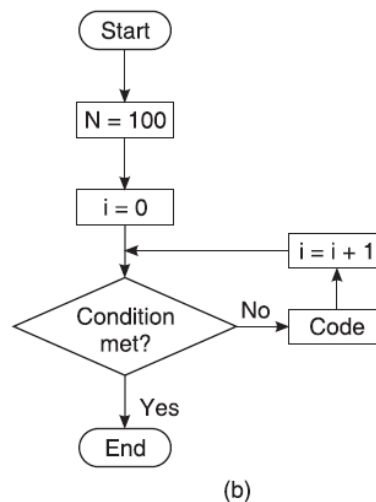 Start
N = 100
i = 0
i = i + 1
Condition
met?
No
Code
Yes
End
(b)